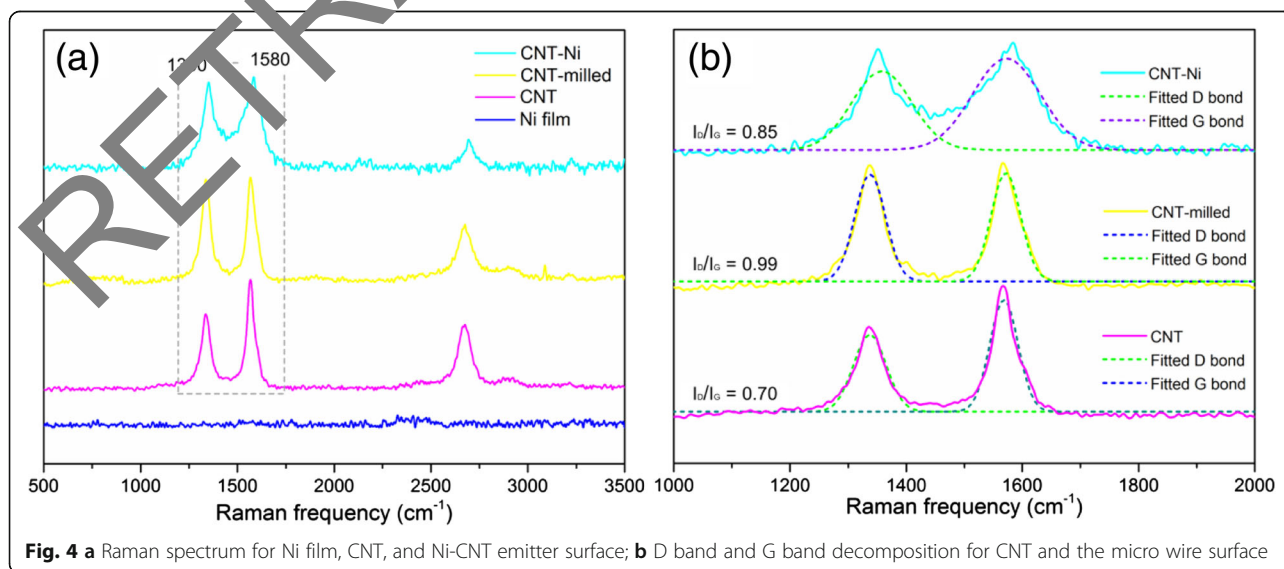 RETR
(a)
1580
CNT-Ni
CNT-milled
CNT
Ni film
500 1000 1500 2000 2500 3000 3500
Raman frequency (cm⁻¹)
(b)
CNT-Ni
Fitted D bond
Fitted G bond
I_D/I_G = 0.85
CNT-milled
Fitted D bond
Fitted G bond
I_D/I_G = 0.99
CNT
Fitted D bond
Fitted G bond
I_D/I_G = 0.70
1000 1200 1400 1600 1800 2000
Raman frequency (cm⁻¹)
Fig. 4 a Raman spectrum for Ni film, CNT, and Ni-CNT emitter surface; b D band and G band decomposition for CNT and the micro wire surface